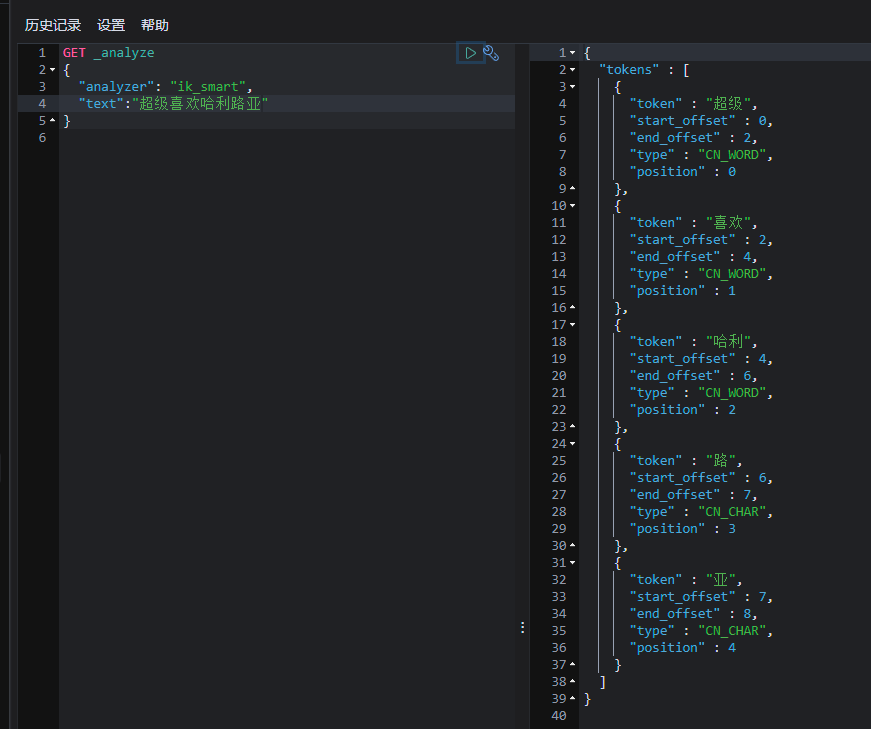 历史记录 设置 帮助
1 GET _analyze
2 {
3 "analyzer": "ik_smart",
4 "text":"超级喜欢哈利路亚"
5 }
6
1 {
2 "tokens" : [
3 {
4 "token" : "超级",
5 "start_offset" : 0,
6 "end_offset" : 2,
7 "type" : "CN_WORD",
8 "position" : 0
9 },
10 {
11 "token" : "喜欢",
12 "start_offset" : 2,
13 "end_offset" : 4,
14 "type" : "CN_WORD",
15 "position" : 1
16 },
17 {
18 "token" : "哈利",
19 "start_offset" : 4,
20 "end_offset" : 6,
21 "type" : "CN_WORD",
22 "position" : 2
23 },
24 {
25 "token" : "路",
26 "start_offset" : 6,
27 "end_offset" : 7,
28 "type" : "CN_CHAR",
29 "position" : 3
30 },
31 {
32 "token" : "亚",
33 "start_offset" : 7,
34 "end_offset" : 8,
35 "type" : "CN_CHAR",
36 "position" : 4
37 }
38 ]
39 }
40